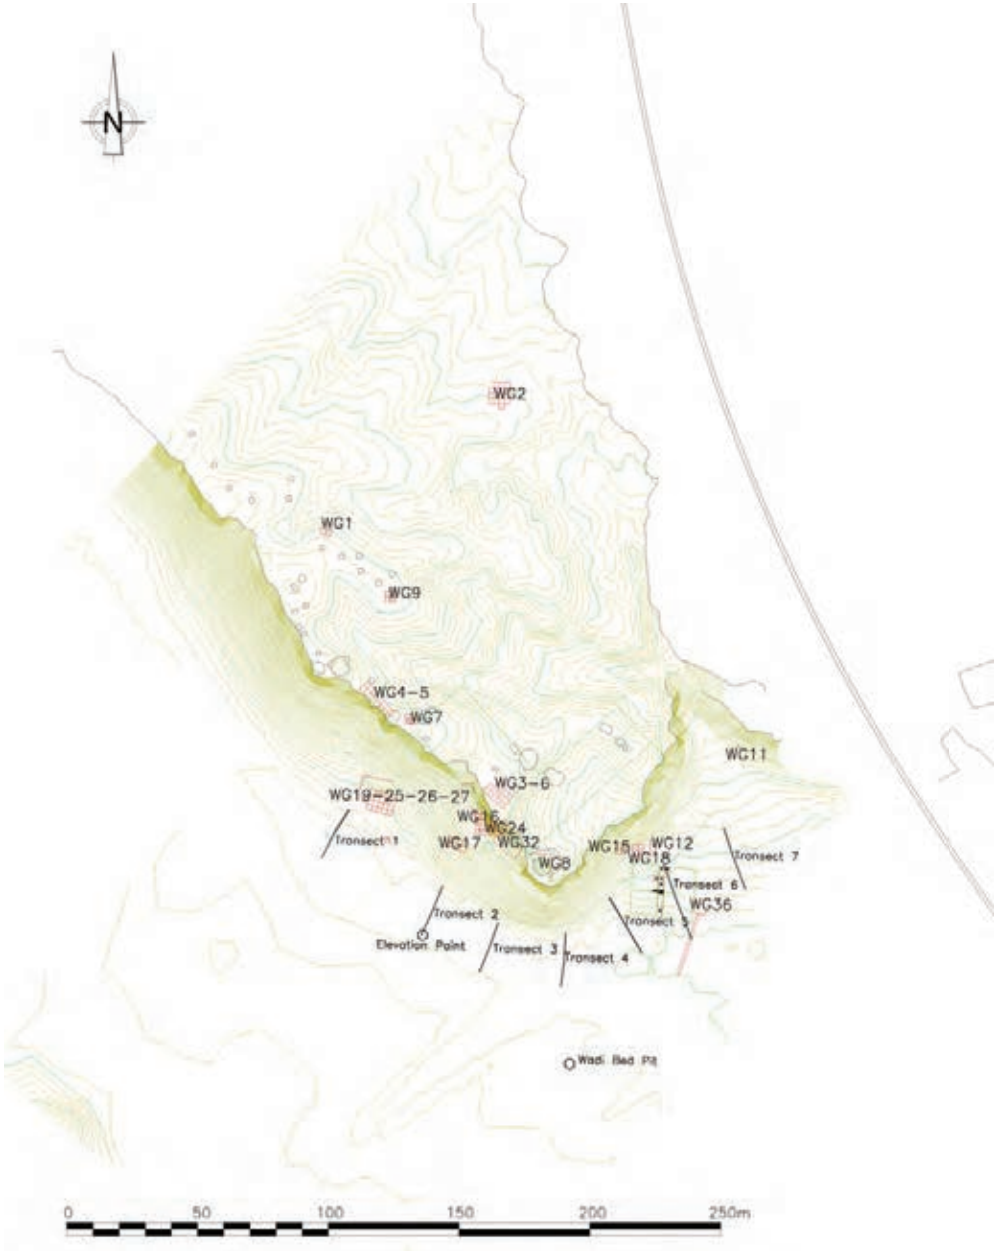 N
WG2
WG1
WG9
WG4-5
WG7
WG11
WG3-6
WG19-25-26-27
WG16
WG24
Transect 1
WG17
WG32
WG15
WG12
WG18
WG8
Transect 7
Transect 6
WG36
Transect 2
Transect 5
Elevation Point
Transect 3
Transect 4
Wadi Bed Pit
0 50 100 150 200 250m